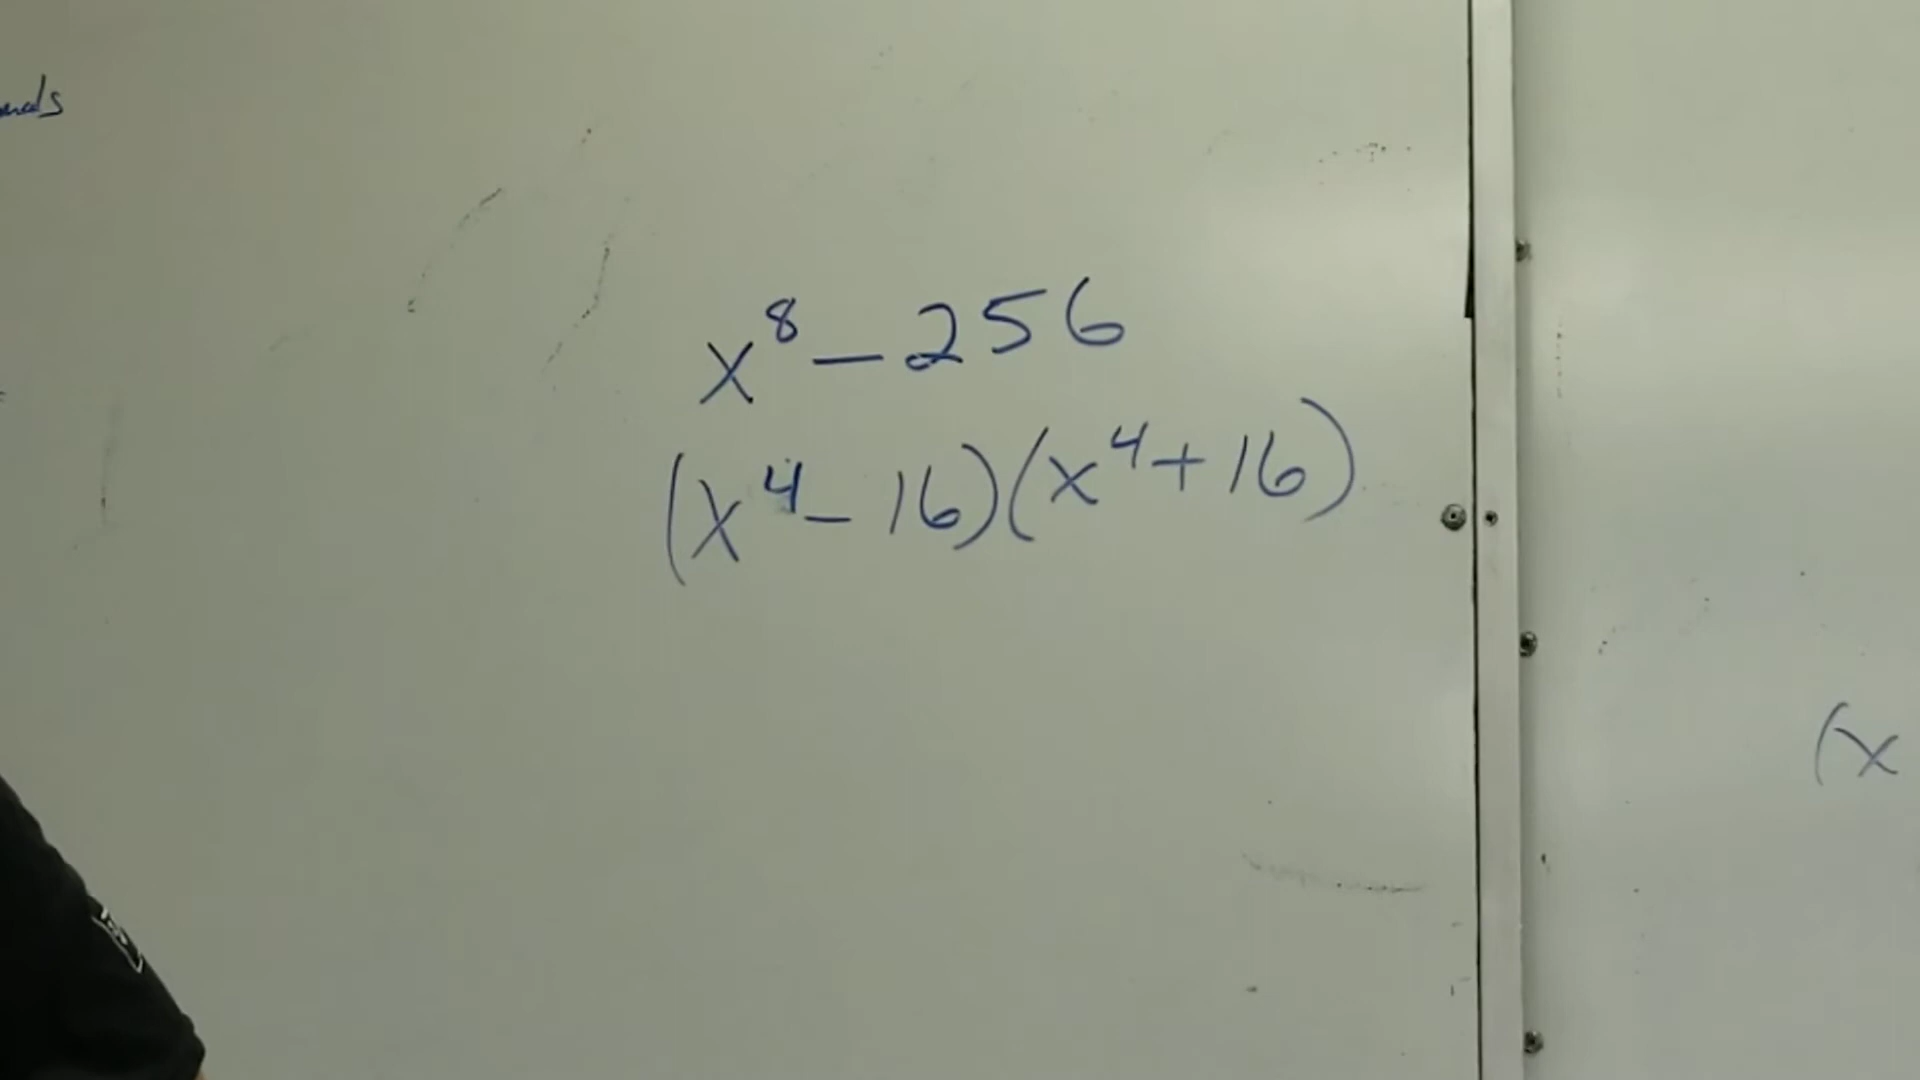 x⁸ – 256
(x⁴ – 16)(x⁴ + 16)
(x